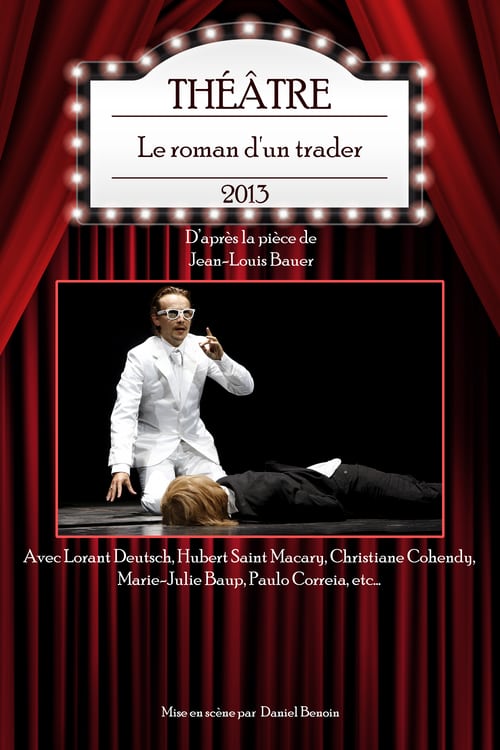 THÉÂTRE
Le roman d'un trader
2013
D'après la pièce de
Jean-Louis Bauer
Avec Lorant Deutsch, Hubert Saint Macary, Christiane Cohendy,
Marie-Julie Baup, Paulo Correia, etc...
Mise en scène par Daniel Benoin